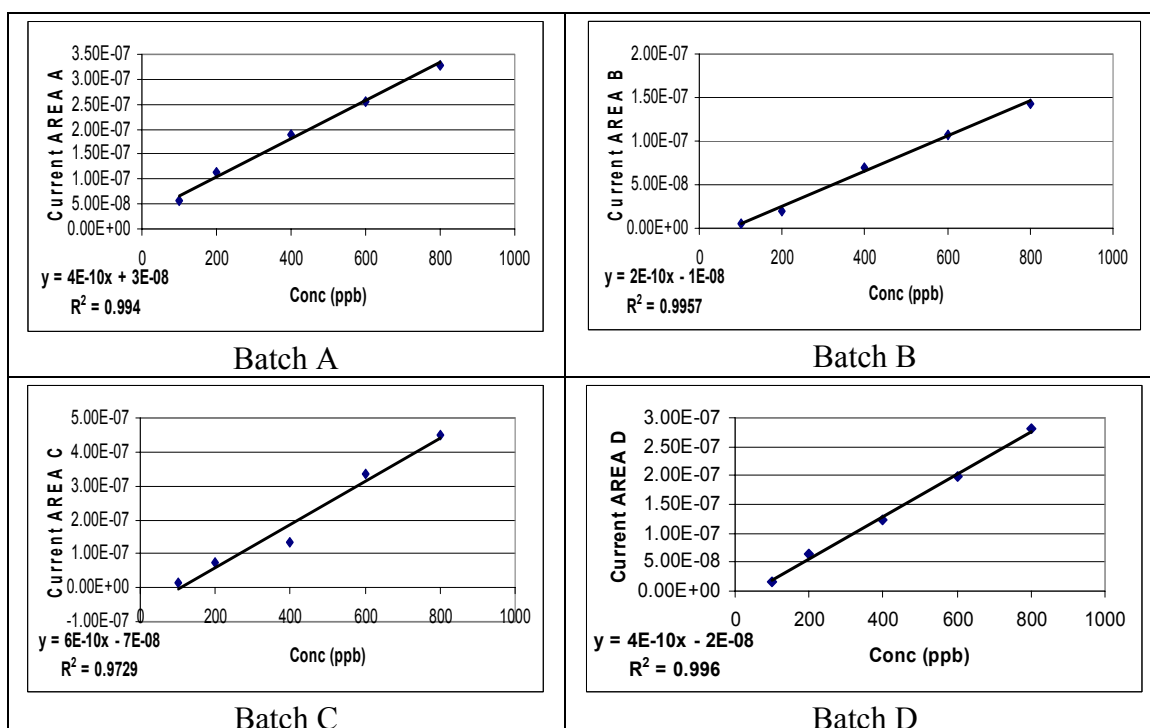 Current AREA A
3.50E-07
3.00E-07
2.50E-07
2.00E-07
1.50E-07
1.00E-07
5.00E-08
0.00E+00
0 200 400 600 800 1000
y = 4E-10x + 3E-08
R² = 0.994
Conc (ppb)
Batch A
Current AREA B
2.00E-07
1.50E-07
1.00E-07
5.00E-08
0.00E+00
0 200 400 600 800 1000
y = 2E-10x - 1E-08
R² = 0.9957
Conc (ppb)
Batch B
Current AREA C
5.00E-07
4.00E-07
3.00E-07
2.00E-07
1.00E-07
0.00E+00
-1.00E-07
0 200 400 600 800 1000
y = 6E-10x - 7E-08
R² = 0.9729
Conc (ppb)
Batch C
Current AREA D
3.00E-07
2.50E-07
2.00E-07
1.50E-07
1.00E-07
5.00E-08
0.00E+00
0 200 400 600 800 1000
y = 4E-10x - 2E-08
R² = 0.996
Conc (ppb)
Batch D